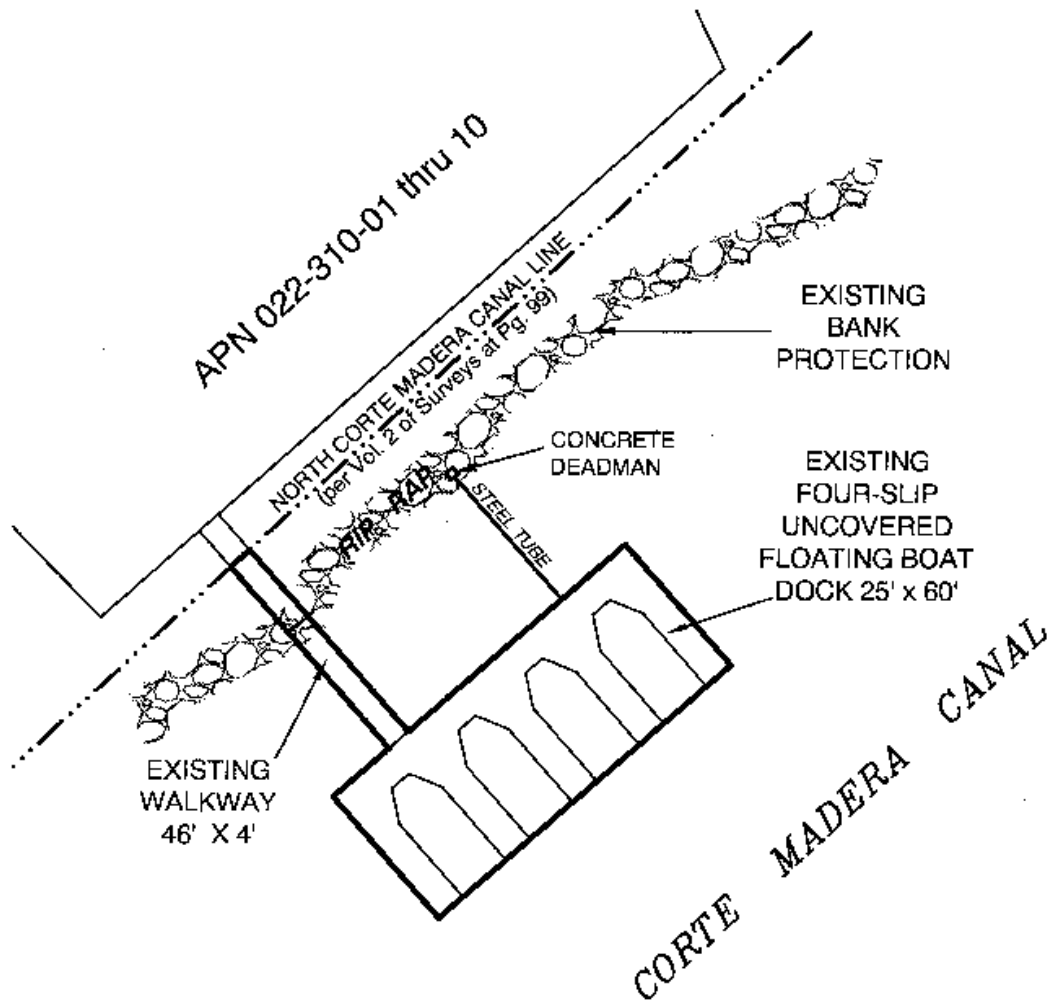 APN 022-310-01 thru 10
NORTH CORTE MADERA CANAL LINE
(per Vol. 2 of Surveys at Pg. 99)
EXISTING
BANK
PROTECTION
RIP RAP
CONCRETE
DEADMAN
STEEL TUBE
EXISTING
FOUR-SLIP
UNCOVERED
FLOATING BOAT
DOCK 25' x 60'
EXISTING
WALKWAY
46' X 4'
CORTE MADERA CANAL